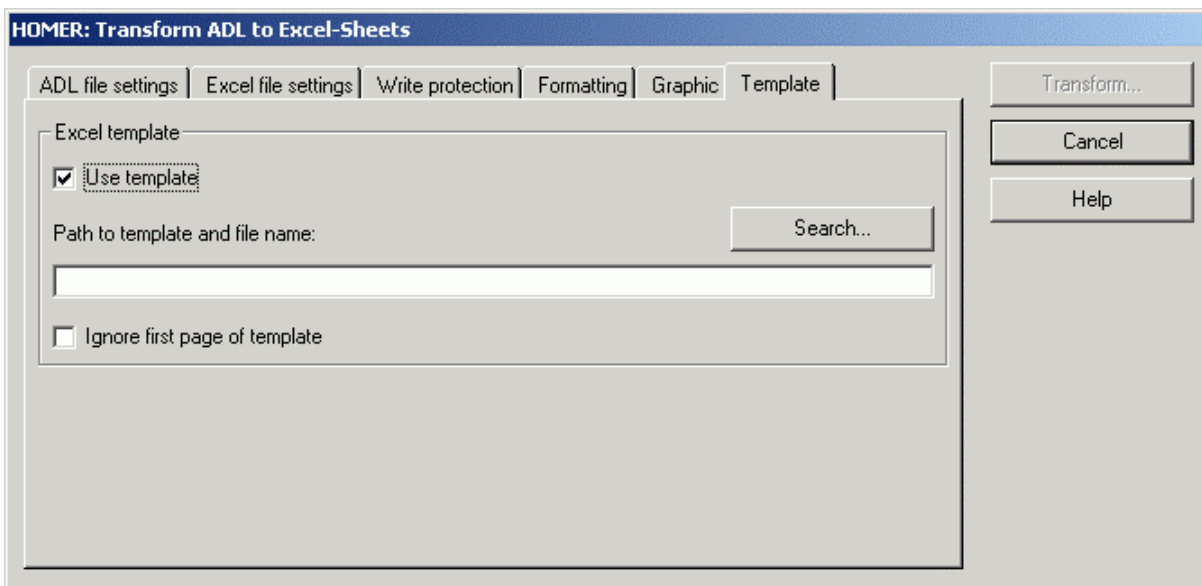 HOMER: Transform ADL to Excel-Sheets
ADL file settings Excel file settings Write protection Formatting Graphic Template
Transform...
Excel template
Cancel
Use template
Help
Path to template and file name:
Search...
Ignore first page of template